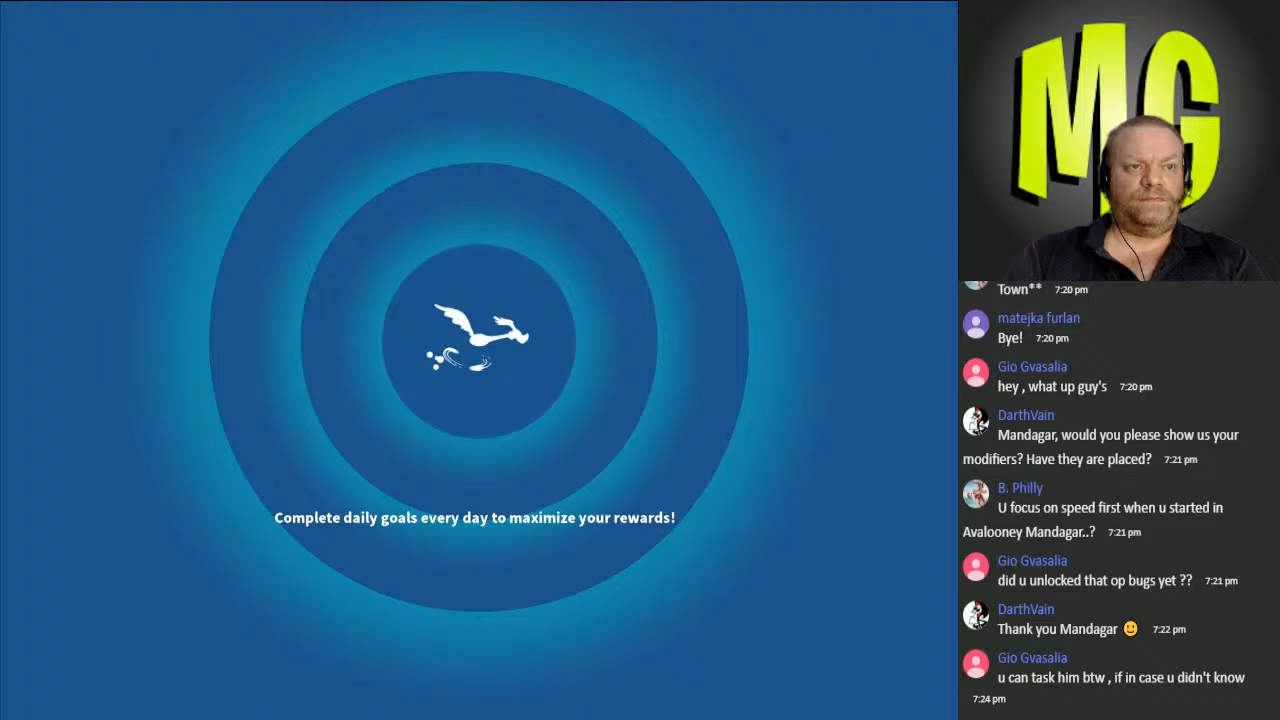 MG
Complete daily goals every day to maximize your rewards!
Town** 7:20 pm
matejka furlan
Bye! 7:20 pm
Gio Gvasalia
hey , what up guy's 7:20 pm
DarthVain
Mandagar, would you please show us your
modifiers? Have they are placed? 7:21 pm
B. Philly
U focus on speed first when u started in
Avalooney Mandagar..? 7:21 pm
Gio Gvasalia
did u unlocked that op bugs yet ?? 7:21 pm
DarthVain
Thank you Mandagar 🙂 7:22 pm
Gio Gvasalia
u can task him btw , if in case u didn't know
7:24 pm